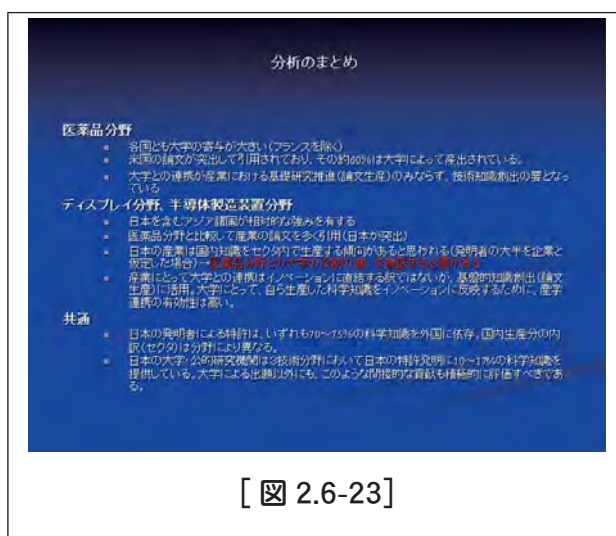 分析のまとめ
医薬品分野
各国とも大学の寄与が大きい(フランスを除く)
米国の論文が突出して引用されており、その約60%は大学によって産出されている。
大学との連携が産業における基礎研究推進(論文生産)のみならず、技術知識創出の要となっ
ている
ディスプレイ分野、半導体製造装置分野
日本を含むアジア諸国が相対的な強みを有する
医薬品分野と比較して産業の論文を多く引用(日本が突出)
日本の産業は国内知識をセクタ内で生産する傾向があると思われる(発明者の大半を企業と
仮定した場合)→
産業にとって大学との連携はイノベーションに直結する訳ではないが、基盤的知識創出(論文
生産)に活用。大学にとって、自ら生産した科学知識をイノベーションに反映するために、産学
連携の有効性は高い。
共通
日本の発明者による特許は、いずれも70~75%の科学知識を外国に依存。国内生産分の内
訳(セクタ)は分野により異なる。
日本の大学・公的研究機関は3技術分野において日本の特許発明に10~17%の科学知識を
提供している。大学による出願以外にも、このような間接的な貢献も積極的に評価すべきであ
る。
[図 2.6-23]